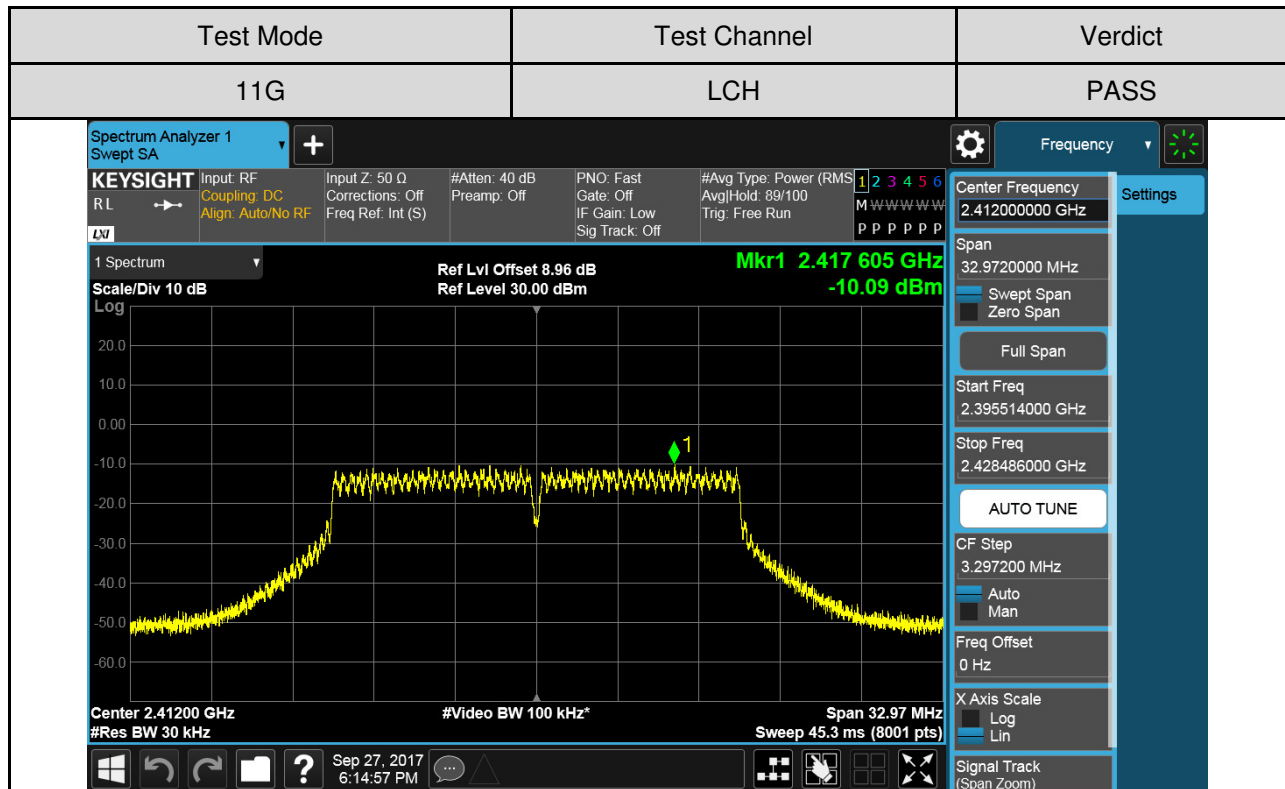 Test Mode Test Channel Verdict
11G LCH PASS
Spectrum Analyzer 1
Swept SA
+
Frequency
KEYSIGHT
RL
LXI
Input: RF
Coupling: DC
Align: Auto/No RF
Input Z: 50 Ω
Corrections: Off
Freq Ref: Int (S)
#Atten: 40 dB
Preamp: Off
PNO: Fast
Gate: Off
IF Gain: Low
Sig Track: Off
#Avg Type: Power (RMS
Avg|Hold: 89/100
Trig: Free Run
1 2 3 4 5 6
M W W W W W
P P P P P P
1 Spectrum
Scale/Div 10 dB
Ref Lvl Offset 8.96 dB
Ref Level 30.00 dBm
Mkr1 2.417 605 GHz
-10.09 dBm
Log
20.0
10.0
0.00
-10.0
-20.0
-30.0
-40.0
-50.0
-60.0
1
Center 2.41200 GHz
#Res BW 30 kHz
#Video BW 100 kHz*
Span 32.97 MHz
Sweep 45.3 ms (8001 pts)
?
Sep 27, 2017
6:14:57 PM
Center Frequency
2.412000000 GHz
Settings
Span
32.9720000 MHz
Swept Span
Zero Span
Full Span
Start Freq
2.395514000 GHz
Stop Freq
2.428486000 GHz
AUTO TUNE
CF Step
3.297200 MHz
Auto
Man
Freq Offset
0 Hz
X Axis Scale
Log
Lin
Signal Track
(Span Zoom)